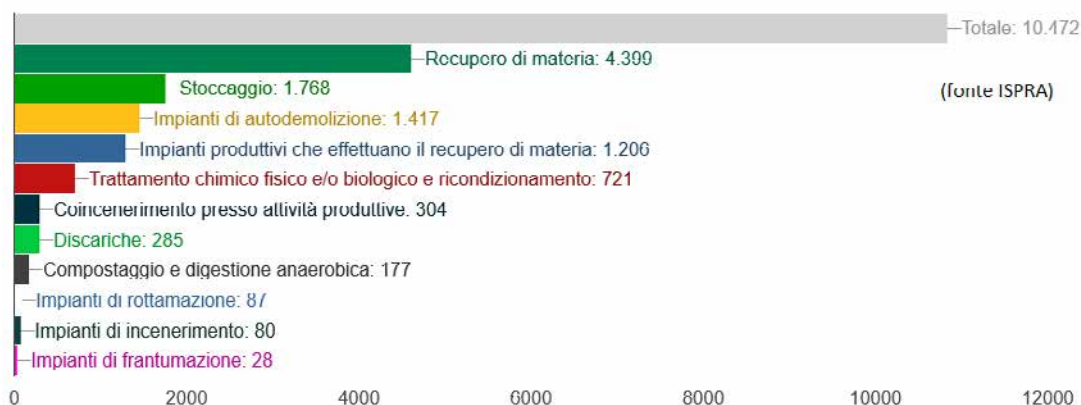 Totale: 10.472
Recupero di materia: 4.399
Stoccaggio: 1.768
(fonte ISPRA)
Impianti di autodemolizione: 1.417
Impianti produttivi che effettuano il recupero di materia: 1.206
Trattamento chimico fisico e/o biologico e ricondizionamento: 721
Coincenerimento presso attività produttive: 304
Discariche: 285
Compostaggio e digestione anaerobica: 177
Impianti di rottamazione: 87
Impianti di incenerimento: 80
Impianti di frantumazione: 28
0 2000 4000 6000 8000 10000 12000